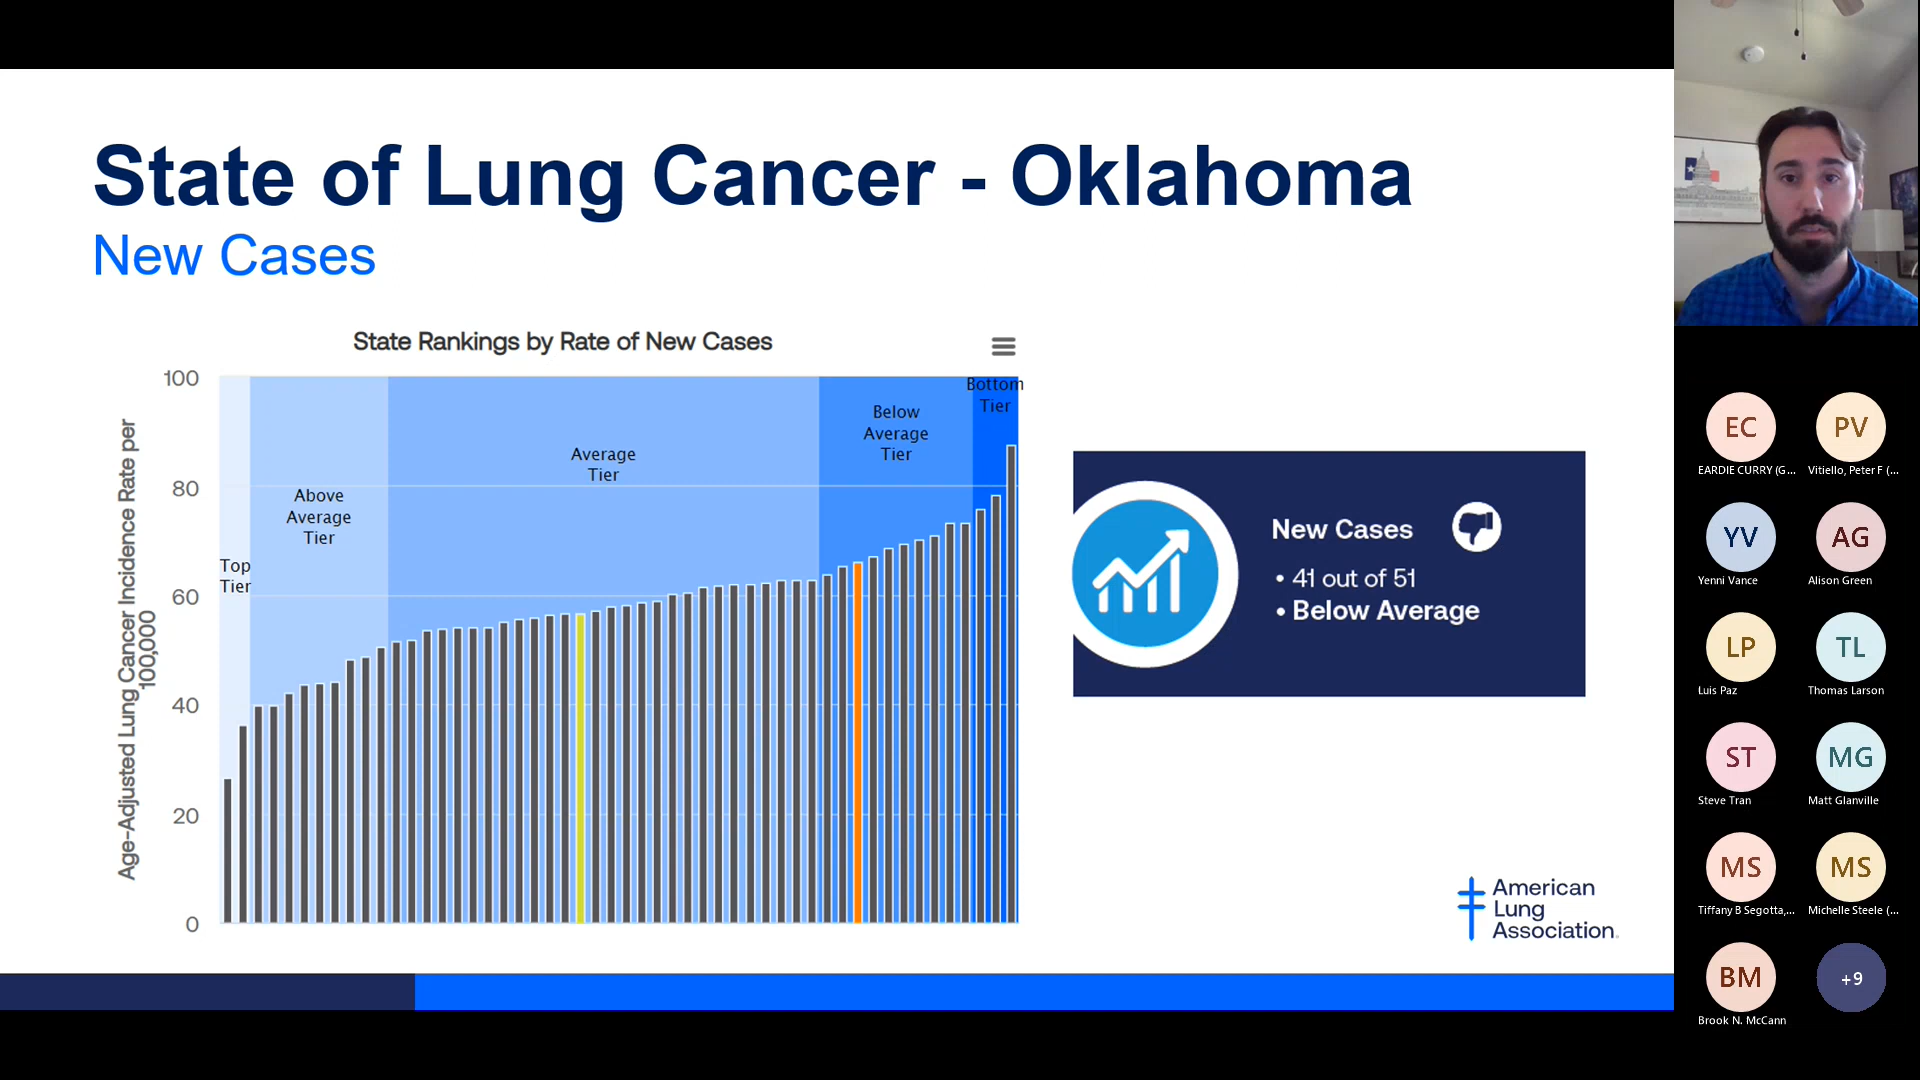 State of Lung Cancer - Oklahoma
New Cases
State Rankings by Rate of New Cases
Age-Adjusted Lung Cancer Incidence Rate per
100,000
100
80
60
40
20
0
Top
Tier
Above
Average
Tier
Average
Tier
Below
Average
Tier
Bottom
Tier
New Cases
• 41 out of 51
• Below Average
American
Lung
Association.
EC
EARDIE CURRY (G...
PV
Vitiello, Peter F (...
YV
Yenni Vance
AG
Alison Green
LP
Luis Paz
TL
Thomas Larson
ST
Steve Tran
MG
Matt Glanville
MS
Tiffany B Segotta,...
MS
Michelle Steele (...
BM
Brook N. McCann
+9